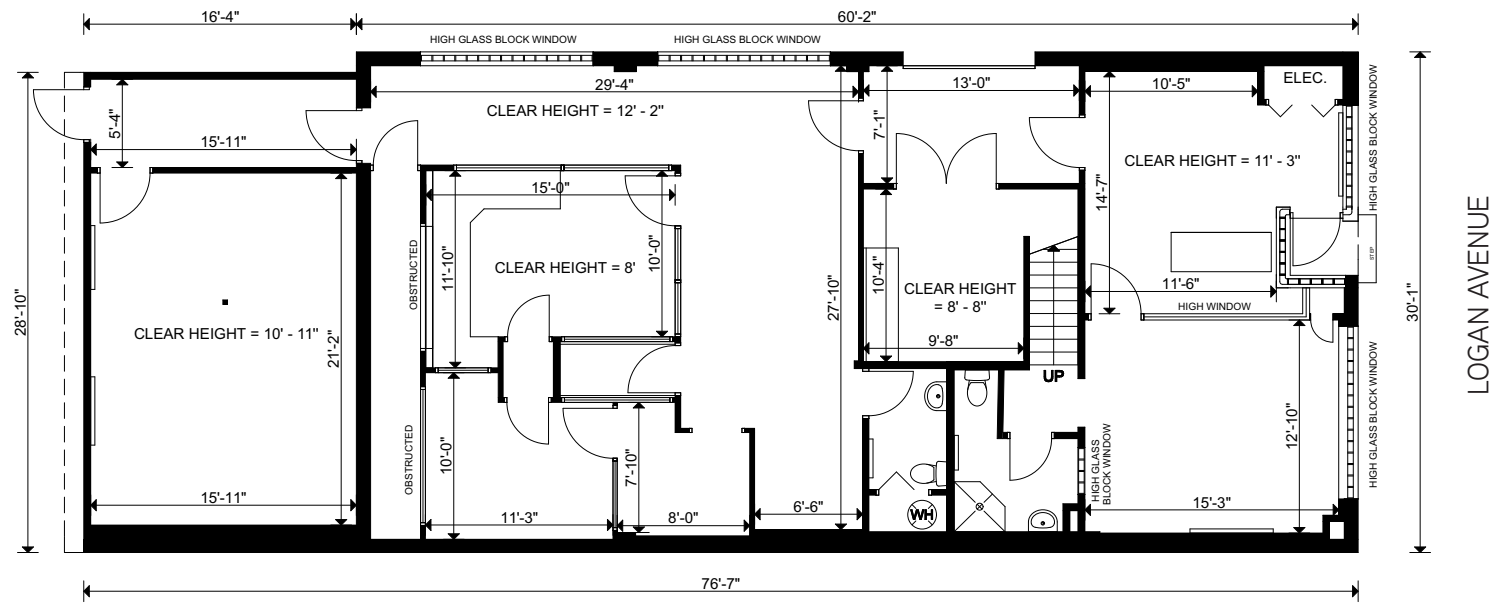 16'-4"
60'-2"
HIGH GLASS BLOCK WINDOW
HIGH GLASS BLOCK WINDOW
29'-4"
13'-0"
10'-5"
ELEC.
HIGH GLASS BLOCK WINDOW
CLEAR HEIGHT = 12' - 2"
5'-4"
7'-1"
15'-11"
CLEAR HEIGHT = 11' - 3"
15'-0"
14'-7"
11'-10"
10'-0"
OBSTRUCTED
CLEAR HEIGHT = 8'
10'-4"
CLEAR HEIGHT
= 8' - 8"
STEP
11'-6"
HIGH WINDOW
28'-10"
CLEAR HEIGHT = 10' - 11"
21'-2"
27'-10"
9'-8"
30'-1"
LOGAN AVENUE
UP
OBSTRUCTED
10'-0"
7'-10"
HIGH GLASS
BLOCK WINDOW
12'-10"
HIGH GLASS BLOCK WINDOW
15'-11"
11'-3"
8'-0"
6'-6"
WH
15'-3"
76'-7"